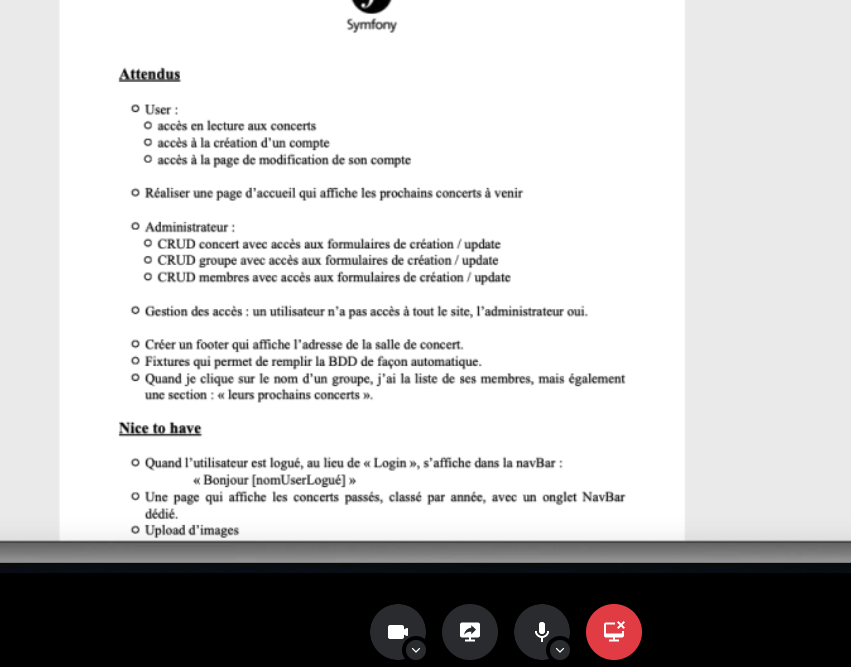 Symfony
Attendus
User :
accès en lecture aux concerts
accès à la création d'un compte
accès à la page de modification de son compte
Réaliser une page d'accueil qui affiche les prochains concerts à venir
Administrateur :
CRUD concert avec accès aux formulaires de création / update
CRUD groupe avec accès aux formulaires de création / update
CRUD membres avec accès aux formulaires de création / update
Gestion des accès : un utilisateur n'a pas accès à tout le site, l'administrateur oui.
Créer un footer qui affiche l'adresse de la salle de concert.
Fixtures qui permet de remplir la BDD de façon automatique.
Quand je clique sur le nom d'un groupe, j'ai la liste de ses membres, mais également
une section : « leurs prochains concerts ».
Nice to have
Quand l'utilisateur est logué, au lieu de « Login », s'affiche dans la navBar :
« Bonjour [nomUserLogué] »
Une page qui affiche les concerts passés, classé par année, avec un onglet NavBar
dédié.
Upload d'images